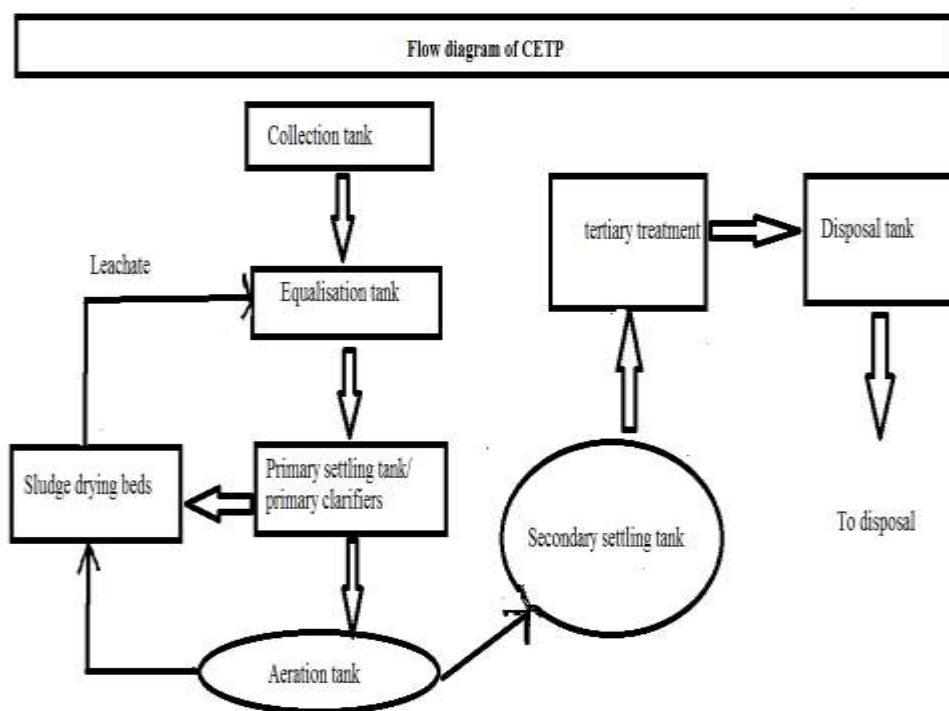 Flow diagram of CETP
Collection tank
Leachate
Equalisation tank
Sludge drying beds
Primary settling tank/
primary clarifiers
Aeration tank
Secondary settling tank
tertiary treatment
Disposal tank
To disposal